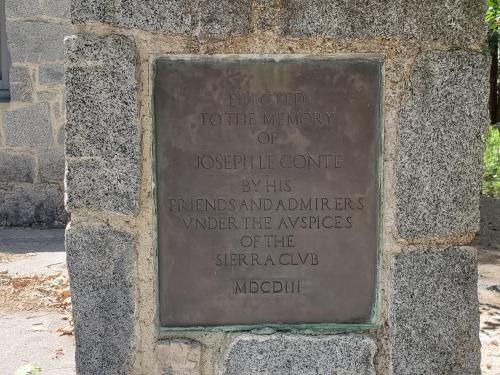 ERECTED
TO THE MEMORY
OF
JOSEPH LE CONTE
BY HIS
FRIENDS AND ADMIRERS
VNDER THE AVSPICES
OF THE
SIERRA CLVB
MDCDIII